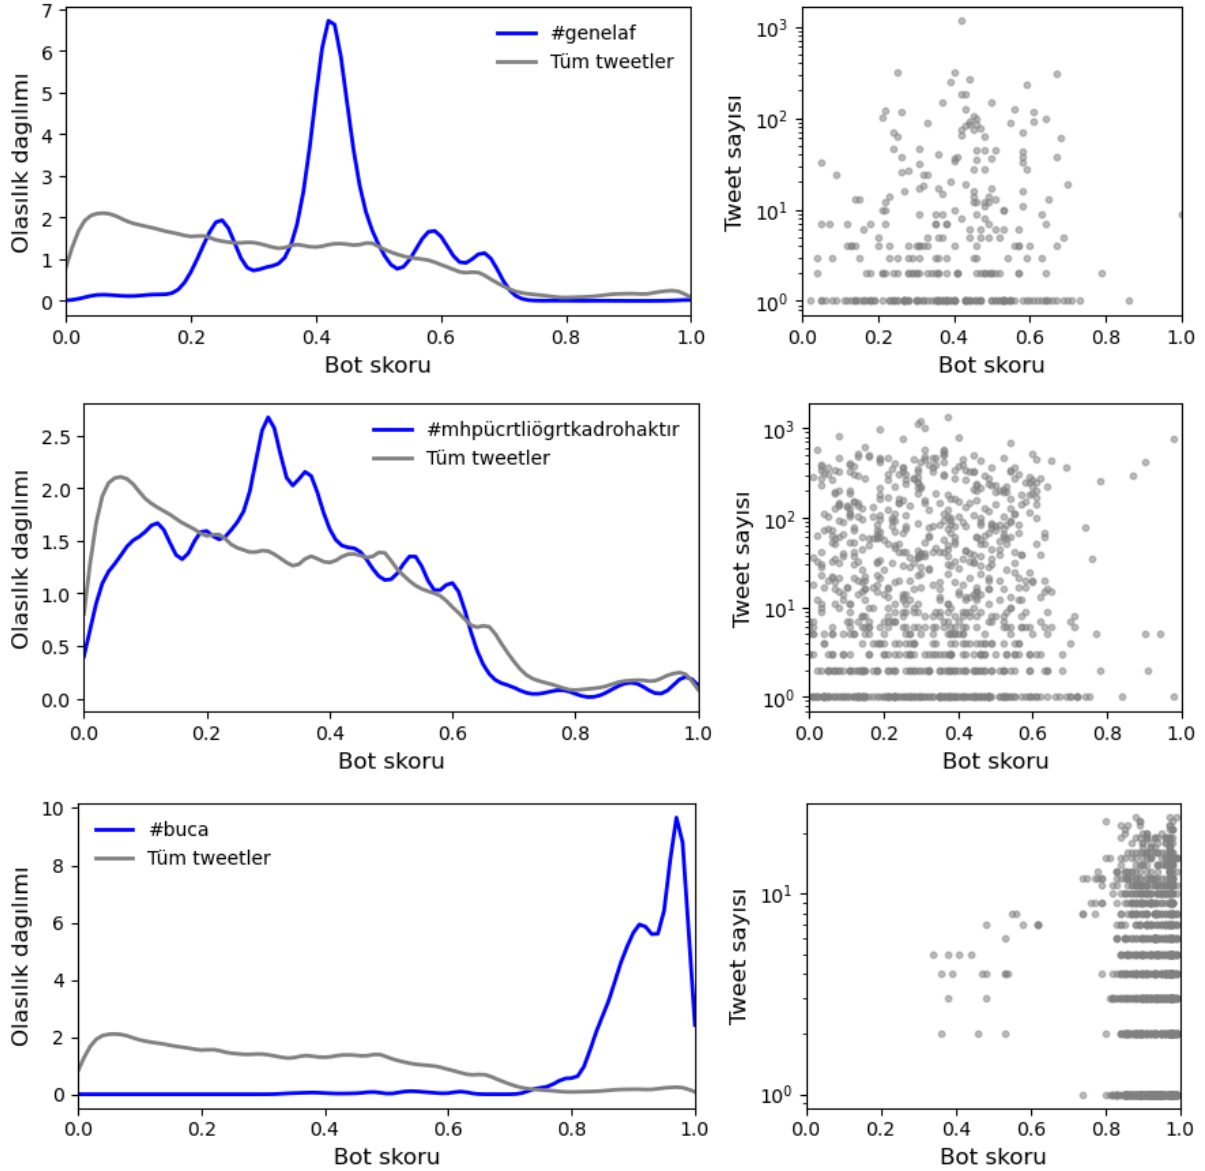 #genelaf
Tüm tweetler
Olasılık dagılımı
7
6
5
4
3
2
1
0
0.0 0.2 0.4 0.6 0.8 1.0
Bot skoru
Tweet sayısı
10³
10²
10¹
10⁰
0.0 0.2 0.4 0.6 0.8 1.0
Bot skoru
#mhpücrtliögrtkadrohaktır
Tüm tweetler
Olasılık dagılımı
2.5
2.0
1.5
1.0
0.5
0.0
0.0 0.2 0.4 0.6 0.8 1.0
Bot skoru
Tweet sayısı
10³
10²
10¹
10⁰
0.0 0.2 0.4 0.6 0.8 1.0
Bot skoru
#buca
Tüm tweetler
Olasılık dagılımı
10
8
6
4
2
0
0.0 0.2 0.4 0.6 0.8 1.0
Bot skoru
Tweet sayısı
10¹
10⁰
0.0 0.2 0.4 0.6 0.8 1.0
Bot skoru